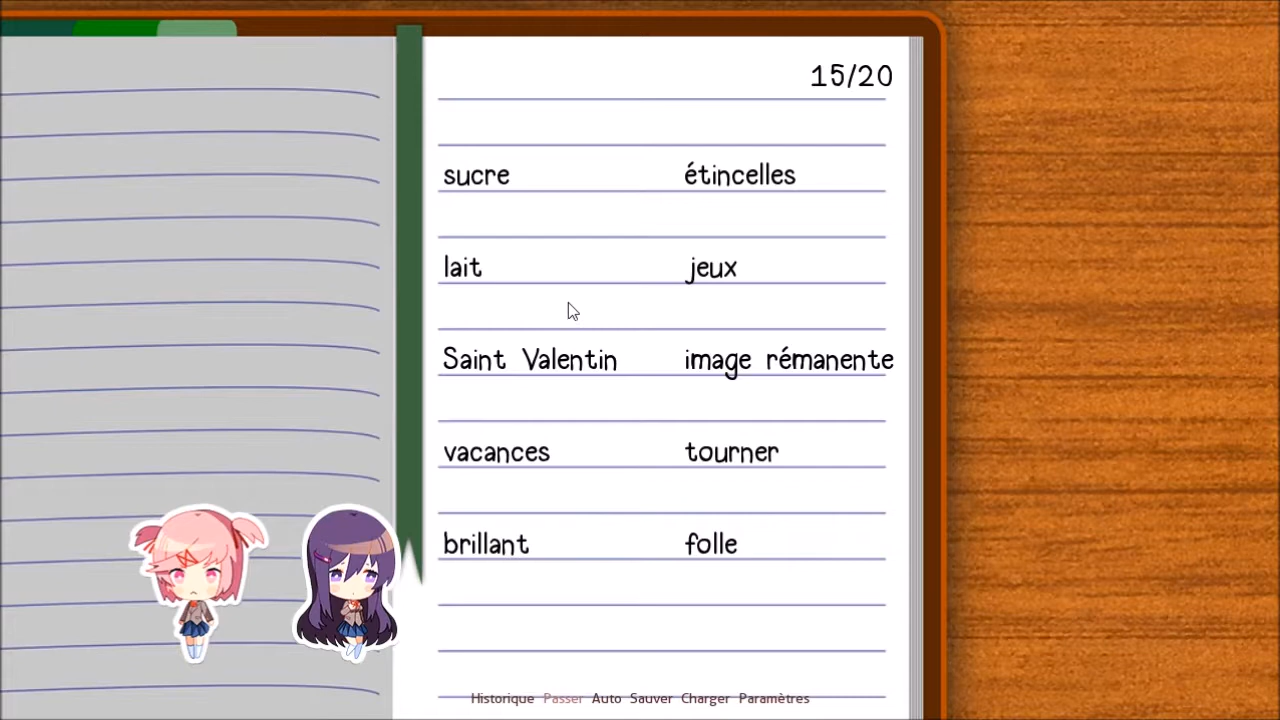 15/20
sucre étincelles
lait jeux
Saint Valentin image rémanente
vacances tourner
brillant folle
Historique Passer Auto Sauver Charger Paramètres